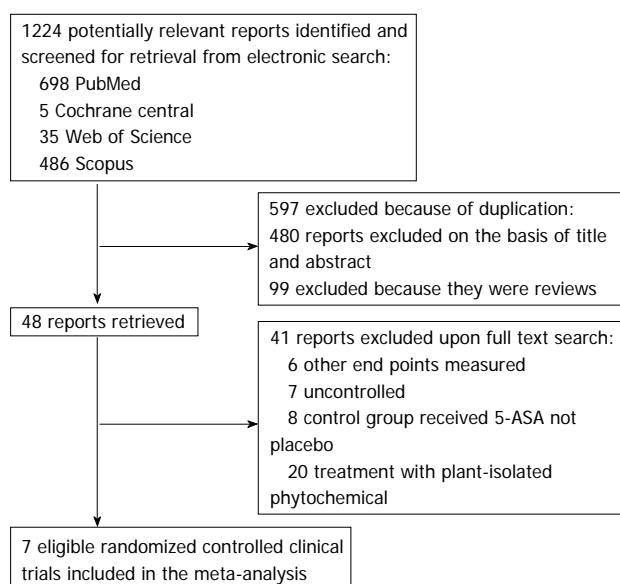 1224 potentially relevant reports identified and
screened for retrieval from electronic search:
698 PubMed
5 Cochrane central
35 Web of Science
486 Scopus
597 excluded because of duplication:
480 reports excluded on the basis of title
and abstract
99 excluded because they were reviews
48 reports retrieved
41 reports excluded upon full text search:
6 other end points measured
7 uncontrolled
8 control group received 5-ASA not
placebo
20 treatment with plant-isolated
phytochemical
7 eligible randomized controlled clinical
trials included in the meta-analysis